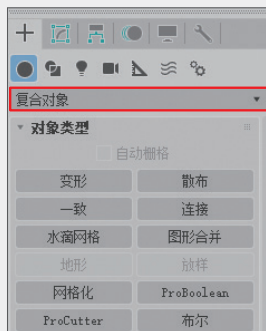 复合对象
对象类型
自动栅格
变形 散布
一致 连接
水滴网格 图形合并
地形 放样
网格化 ProBoolean
ProCutter 布尔